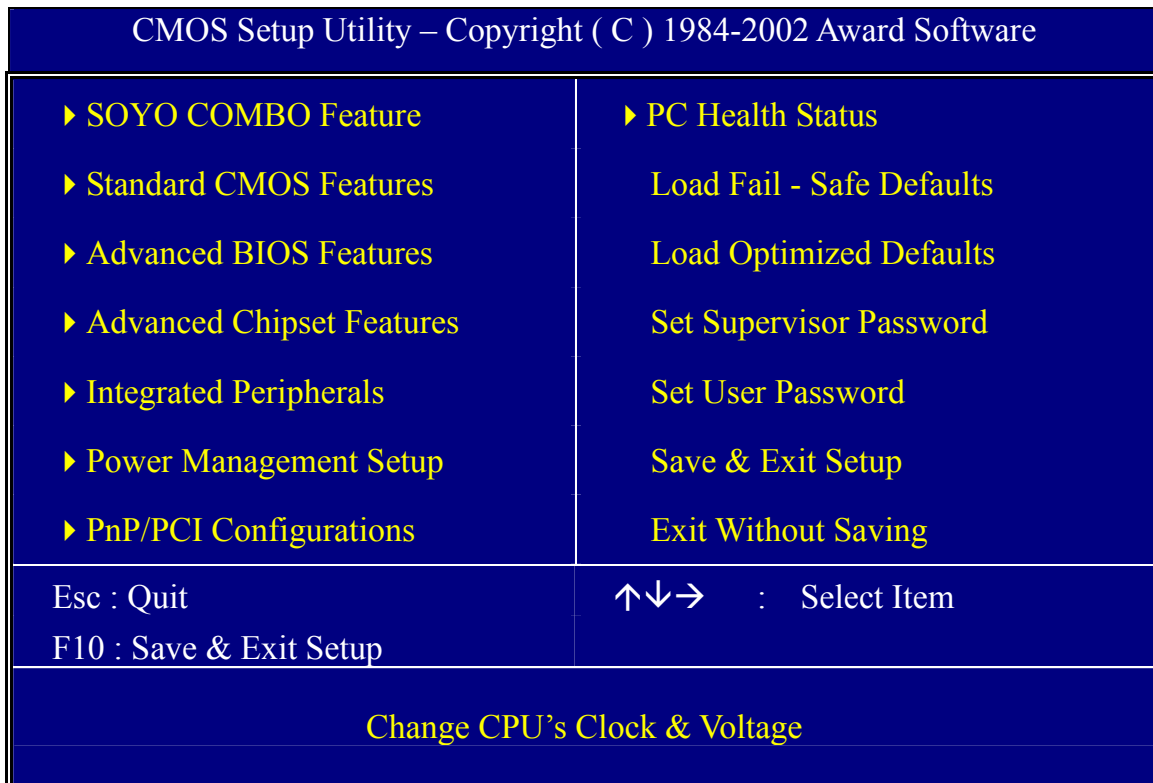 CMOS Setup Utility – Copyright ( C ) 1984-2002 Award Software
SOYO COMBO Feature
Standard CMOS Features
Advanced BIOS Features
Advanced Chipset Features
Integrated Peripherals
Power Management Setup
PnP/PCI Configurations
PC Health Status
Load Fail - Safe Defaults
Load Optimized Defaults
Set Supervisor Password
Set User Password
Save & Exit Setup
Exit Without Saving
Esc : Quit
F10 : Save & Exit Setup
↑↓→ : Select Item
Change CPU’s Clock & Voltage